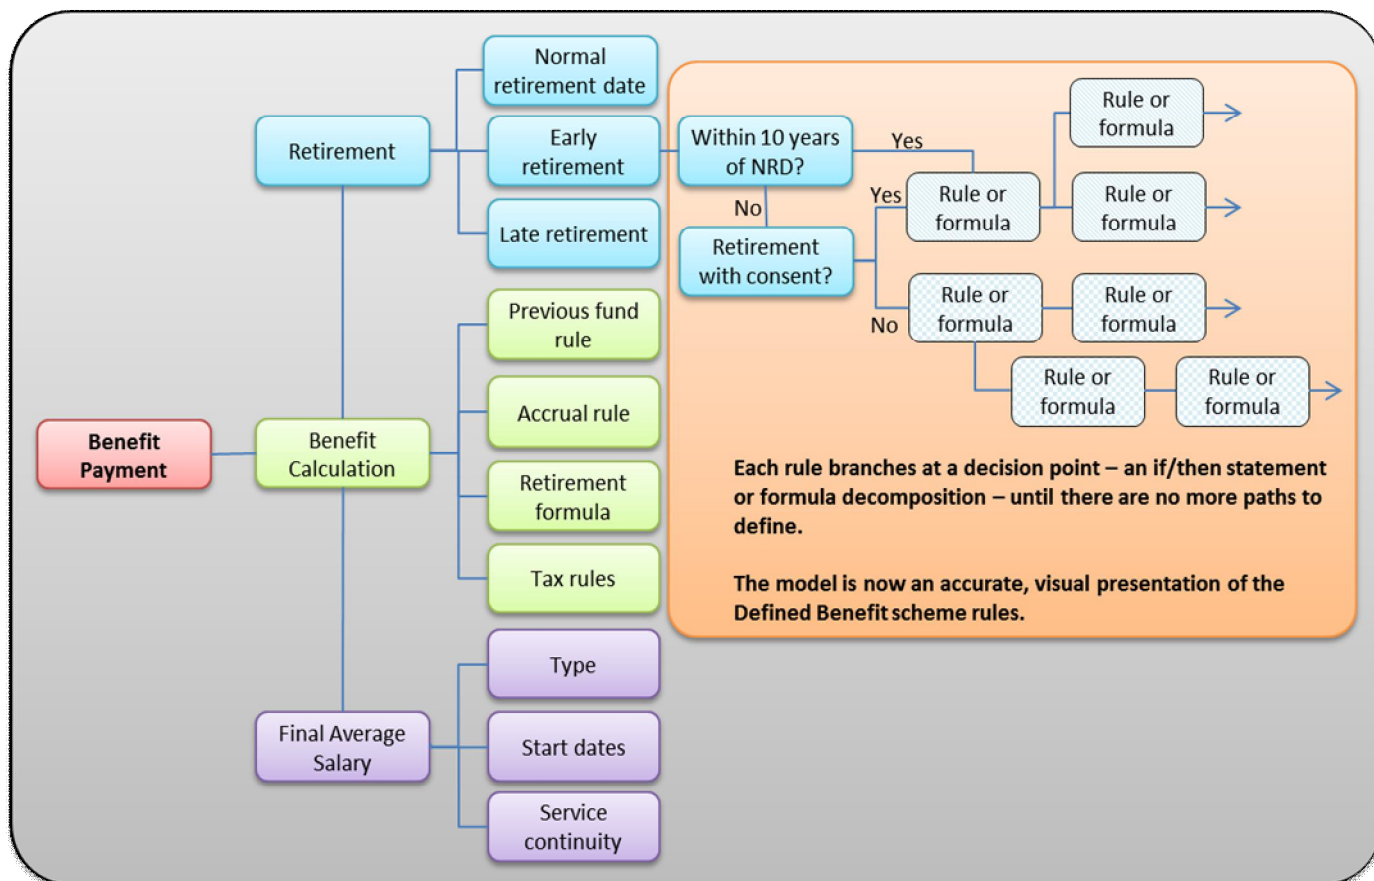 Normal
retirement date
Retirement
Early
retirement
Late retirement
Within 10 years
of NRD?
Yes
No
Retirement
with consent?
Yes
No
Rule or
formula
Rule or
formula
Rule or
formula
Rule or
formula
Rule or
formula
Rule or
formula
Rule or
formula
Each rule branches at a decision point – an if/then statement
or formula decomposition – until there are no more paths to
define.
The model is now an accurate, visual presentation of the
Defined Benefit scheme rules.
Benefit
Payment
Benefit
Calculation
Previous fund
rule
Accrual rule
Retirement
formula
Tax rules
Final Average
Salary
Type
Start dates
Service
continuity